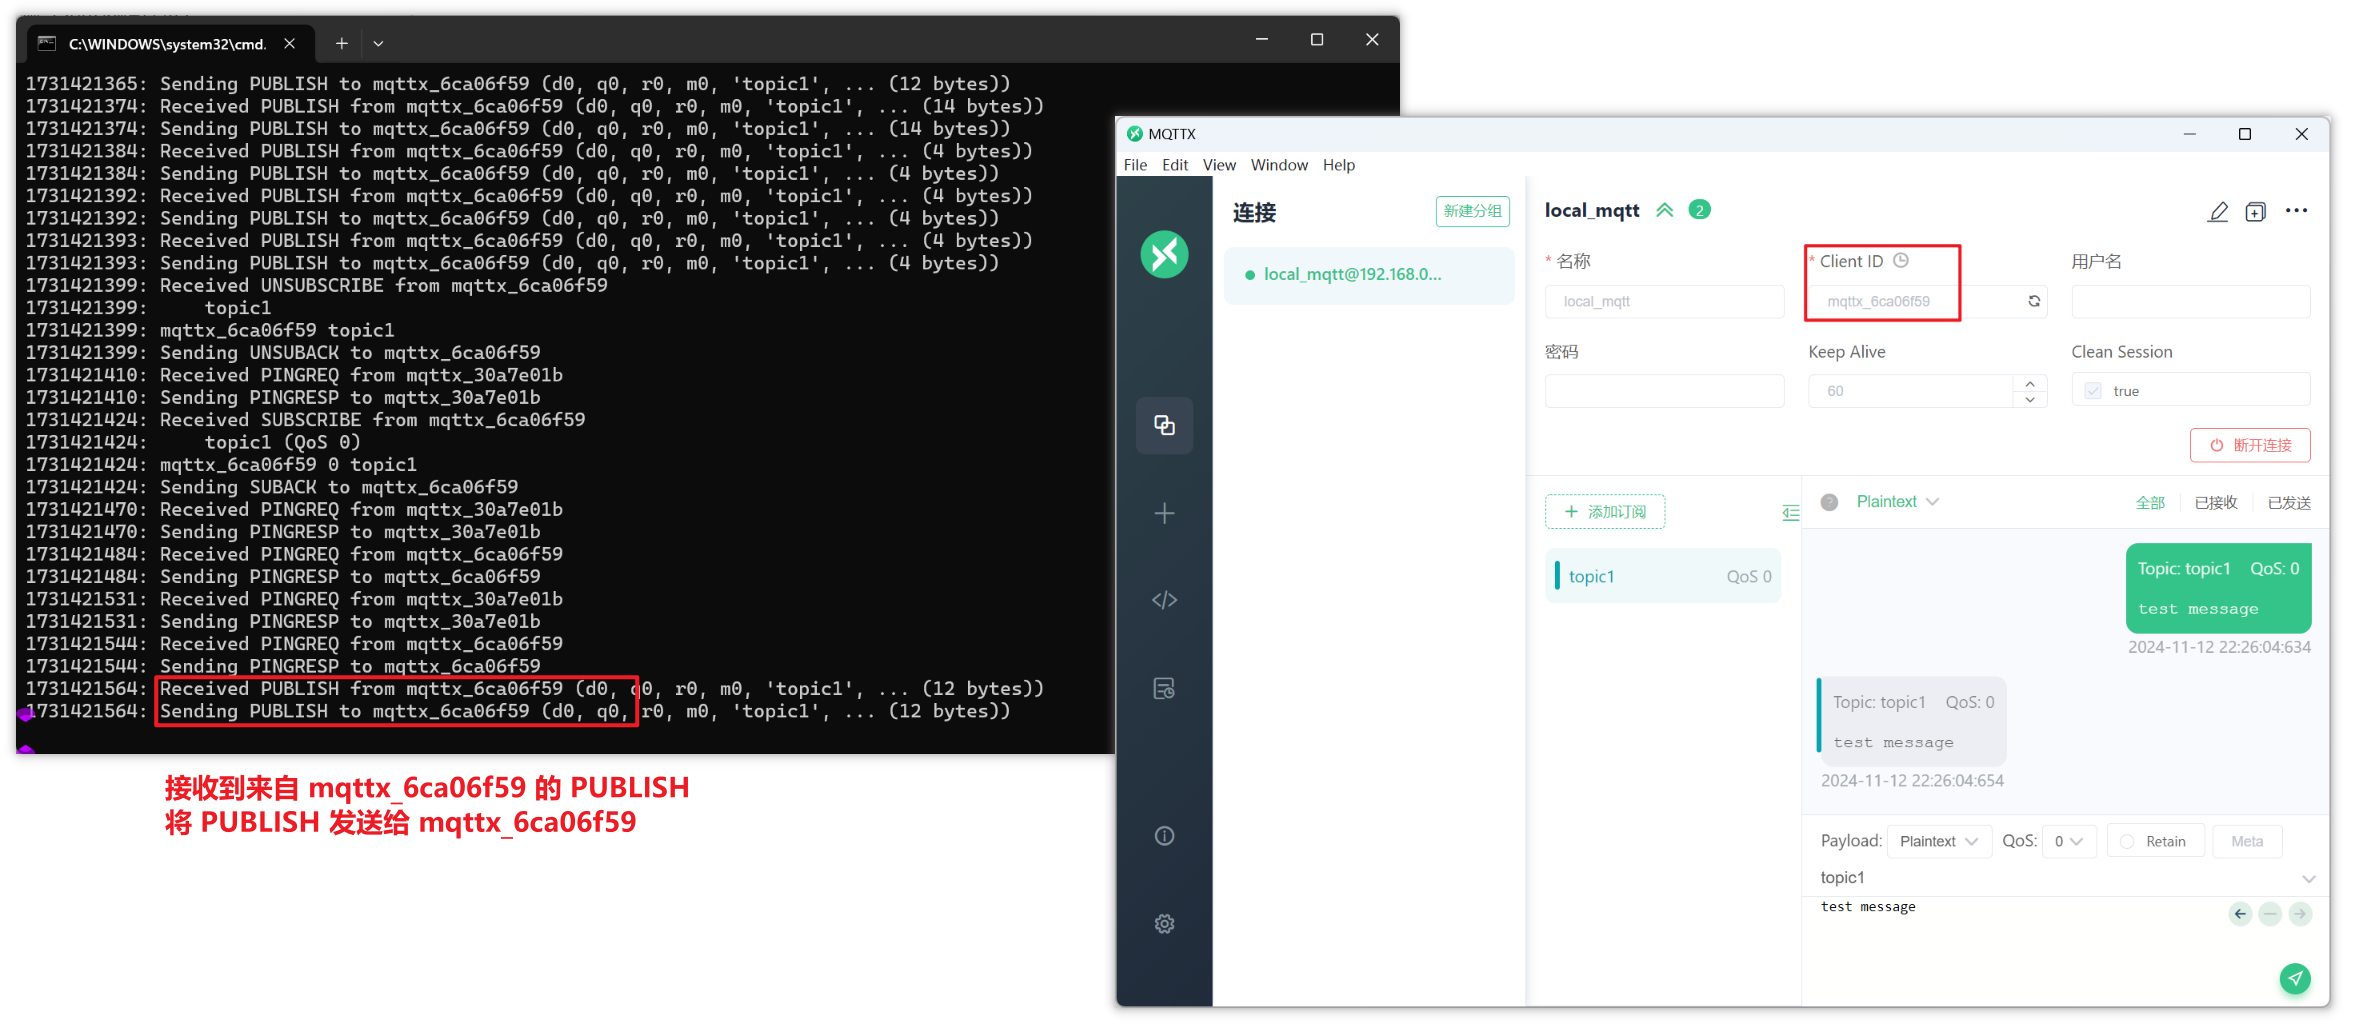 C:\WINDOWS\system32\cmd.
1731421365: Sending PUBLISH to mqttx_6ca06f59 (d0, q0, r0, m0, 'topic1', ... (12 bytes))
1731421374: Received PUBLISH from mqttx_6ca06f59 (d0, q0, r0, m0, 'topic1', ... (14 bytes))
1731421374: Sending PUBLISH to mqttx_6ca06f59 (d0, q0, r0, m0, 'topic1', ... (14 bytes))
1731421384: Received PUBLISH from mqttx_6ca06f59 (d0, q0, r0, m0, 'topic1', ... (4 bytes))
1731421384: Sending PUBLISH to mqttx_6ca06f59 (d0, q0, r0, m0, 'topic1', ... (4 bytes))
1731421392: Received PUBLISH from mqttx_6ca06f59 (d0, q0, r0, m0, 'topic1', ... (4 bytes))
1731421392: Sending PUBLISH to mqttx_6ca06f59 (d0, q0, r0, m0, 'topic1', ... (4 bytes))
1731421393: Received PUBLISH from mqttx_6ca06f59 (d0, q0, r0, m0, 'topic1', ... (4 bytes))
1731421393: Sending PUBLISH to mqttx_6ca06f59 (d0, q0, r0, m0, 'topic1', ... (4 bytes))
1731421399: Received UNSUBSCRIBE from mqttx_6ca06f59
1731421399:     topic1
1731421399: mqttx_6ca06f59 topic1
1731421399: Sending UNSUBACK to mqttx_6ca06f59
1731421410: Received PINGREQ from mqttx_30a7e01b
1731421410: Sending PINGRESP to mqttx_30a7e01b
1731421424: Received SUBSCRIBE from mqttx_6ca06f59
1731421424:     topic1 (QoS 0)
1731421424: mqttx_6ca06f59 0 topic1
1731421424: Sending SUBACK to mqttx_6ca06f59
1731421470: Received PINGREQ from mqttx_30a7e01b
1731421470: Sending PINGRESP to mqttx_30a7e01b
1731421484: Received PINGREQ from mqttx_6ca06f59
1731421484: Sending PINGRESP to mqttx_6ca06f59
1731421531: Received PINGREQ from mqttx_30a7e01b
1731421531: Sending PINGRESP to mqttx_30a7e01b
1731421544: Received PINGREQ from mqttx_6ca06f59
1731421544: Sending PINGRESP to mqttx_6ca06f59
1731421564: Received PUBLISH from mqttx_6ca06f59 (d0, q0, r0, m0, 'topic1', ... (12 bytes))
1731421564: Sending PUBLISH to mqttx_6ca06f59 (d0, q0, r0, m0, 'topic1', ... (12 bytes))
接收到来自 mqttx_6ca06f59 的 PUBLISH
将 PUBLISH 发送给 mqttx_6ca06f59
MQTTX
File Edit View Window Help
连接 新建分组
local_mqtt@192.168.0...
local_mqtt 2
* 名称 * Client ID 用户名
local_mqtt mqttx_6ca06f59
密码 Keep Alive Clean Session
60 true
断开连接
+ 添加订阅
topic1 QoS 0
Plaintext 全部 已接收 已发送
Topic: topic1 QoS: 0
test message
2024-11-12 22:26:04:634
Topic: topic1 QoS: 0
test message
2024-11-12 22:26:04:654
Payload: Plaintext QoS: 0 Retain Meta
topic1
test message